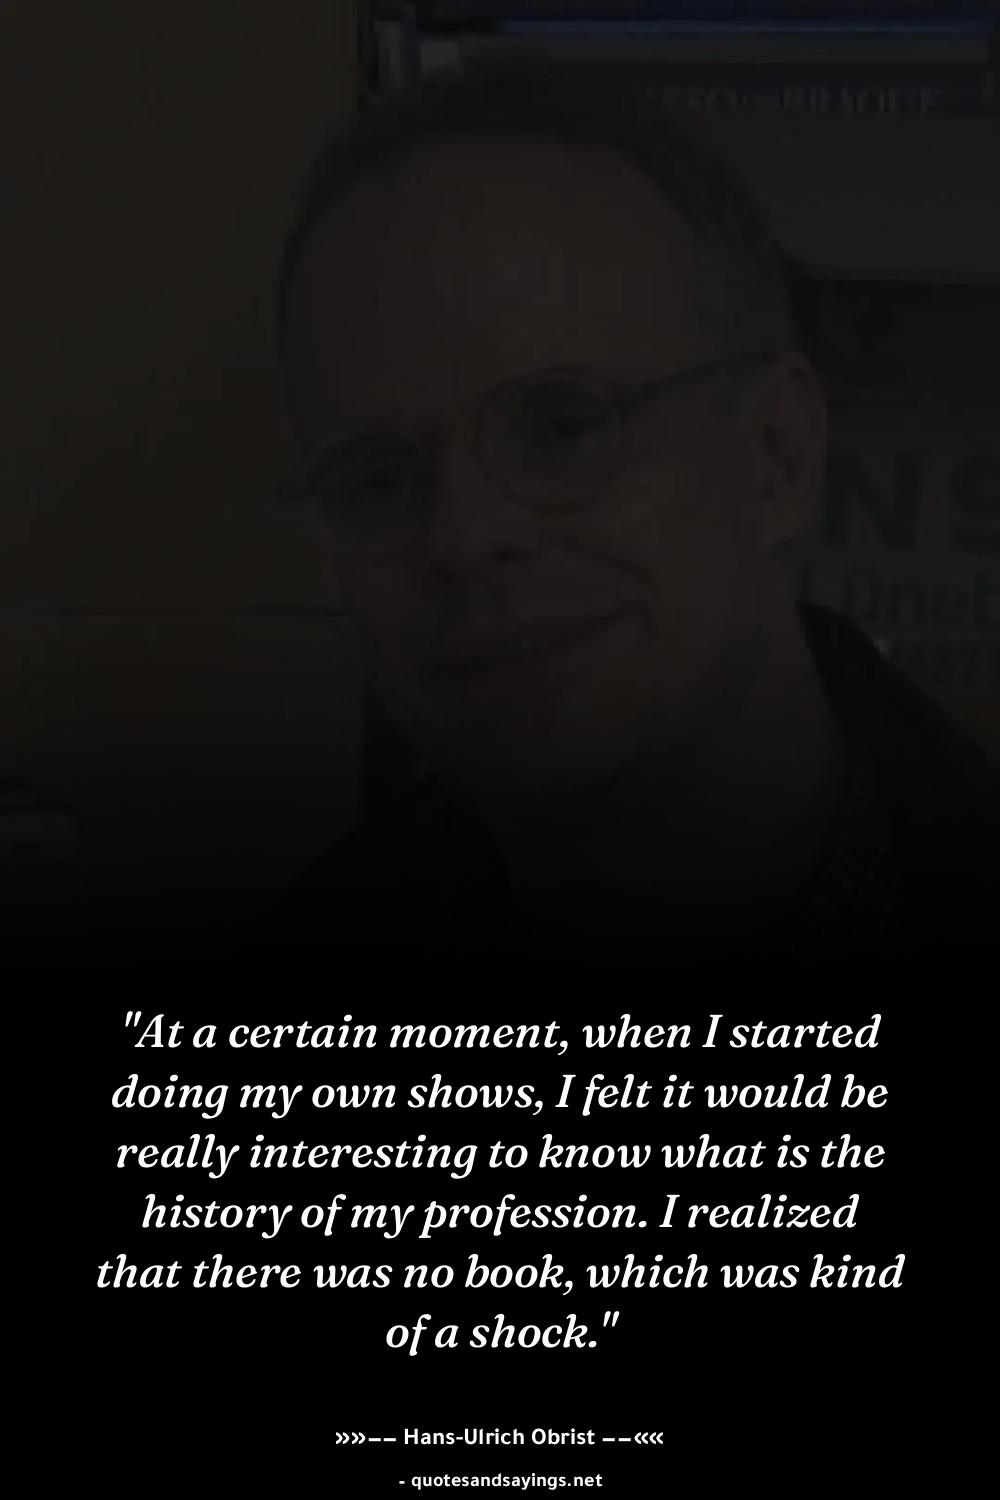 NS
"At a certain moment, when I started
doing my own shows, I felt it would be
really interesting to know what is the
history of my profession. I realized
that there was no book, which was kind
of a shock."
»»−− Hans-Ulrich Obrist −−««
- quotesandsayings.net